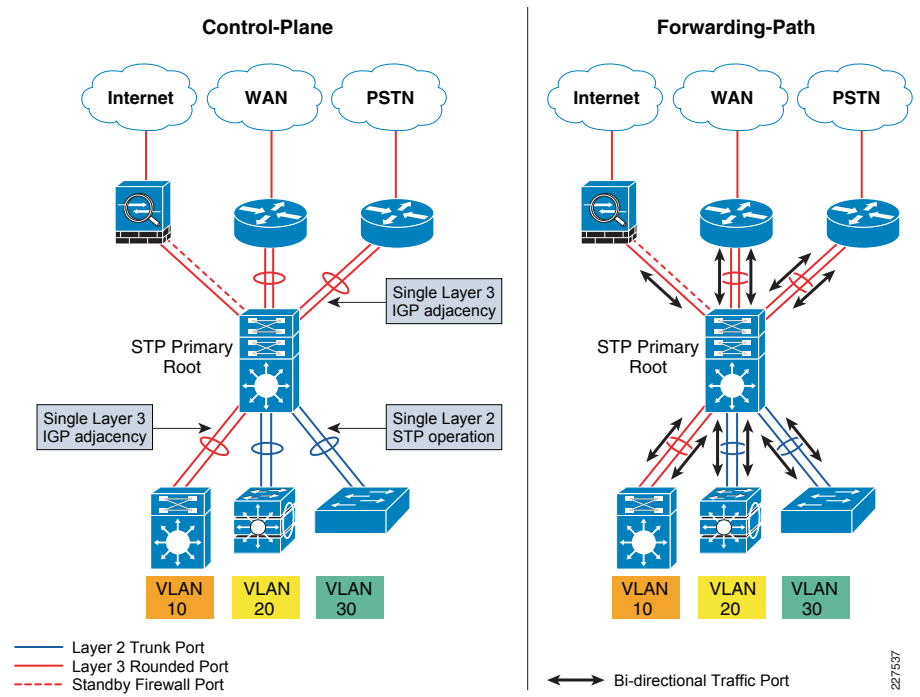 Control-Plane
Internet
WAN
PSTN
Single Layer 3
IGP adjacency
STP Primary
Root
Single Layer 3
IGP adjacency
Single Layer 2
STP operation
VLAN
10
VLAN
20
VLAN
30
Layer 2 Trunk Port
Layer 3 Rounded Port
Standby Firewall Port
Forwarding-Path
Internet
WAN
PSTN
STP Primary
Root
VLAN
10
VLAN
20
VLAN
30
Bi-directional Traffic Port
227537